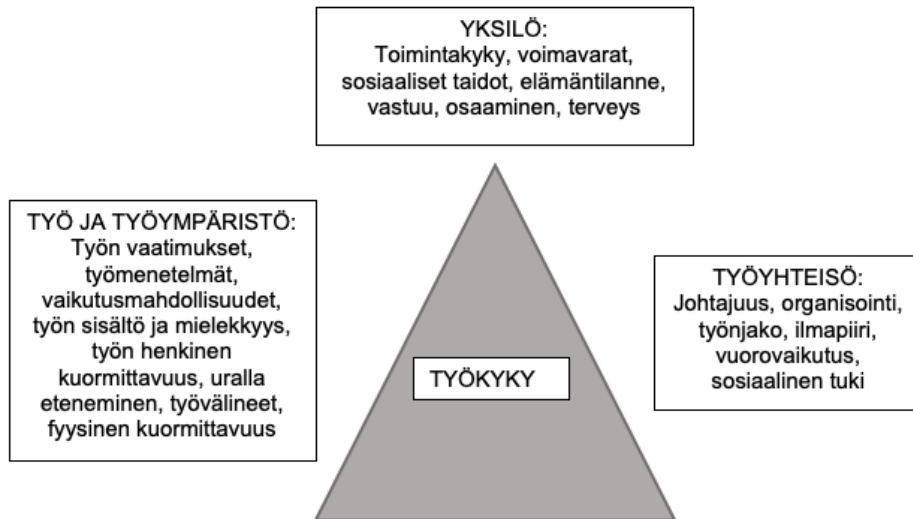 YKSILÖ:
Toimintakyky, voimavarat,
sosiaaliset taidot, elämäntilanne,
vastuu, osaaminen, terveys
TYÖ JA TYÖYMPÄRISTÖ:
Työn vaatimukset,
työmenetelmät,
vaikutusmahdollisuudet,
työn sisältö ja mielekkyys,
työn henkinen
kuormittavuus, uralla
eteneminen, työvälineet,
fyysinen kuormittavuus
TYÖYHTEISÖ:
Johtajuus, organisointi,
työnjako, ilmapiiri,
vuorovaikutus,
sosiaalinen tuki
TYÖKYKY